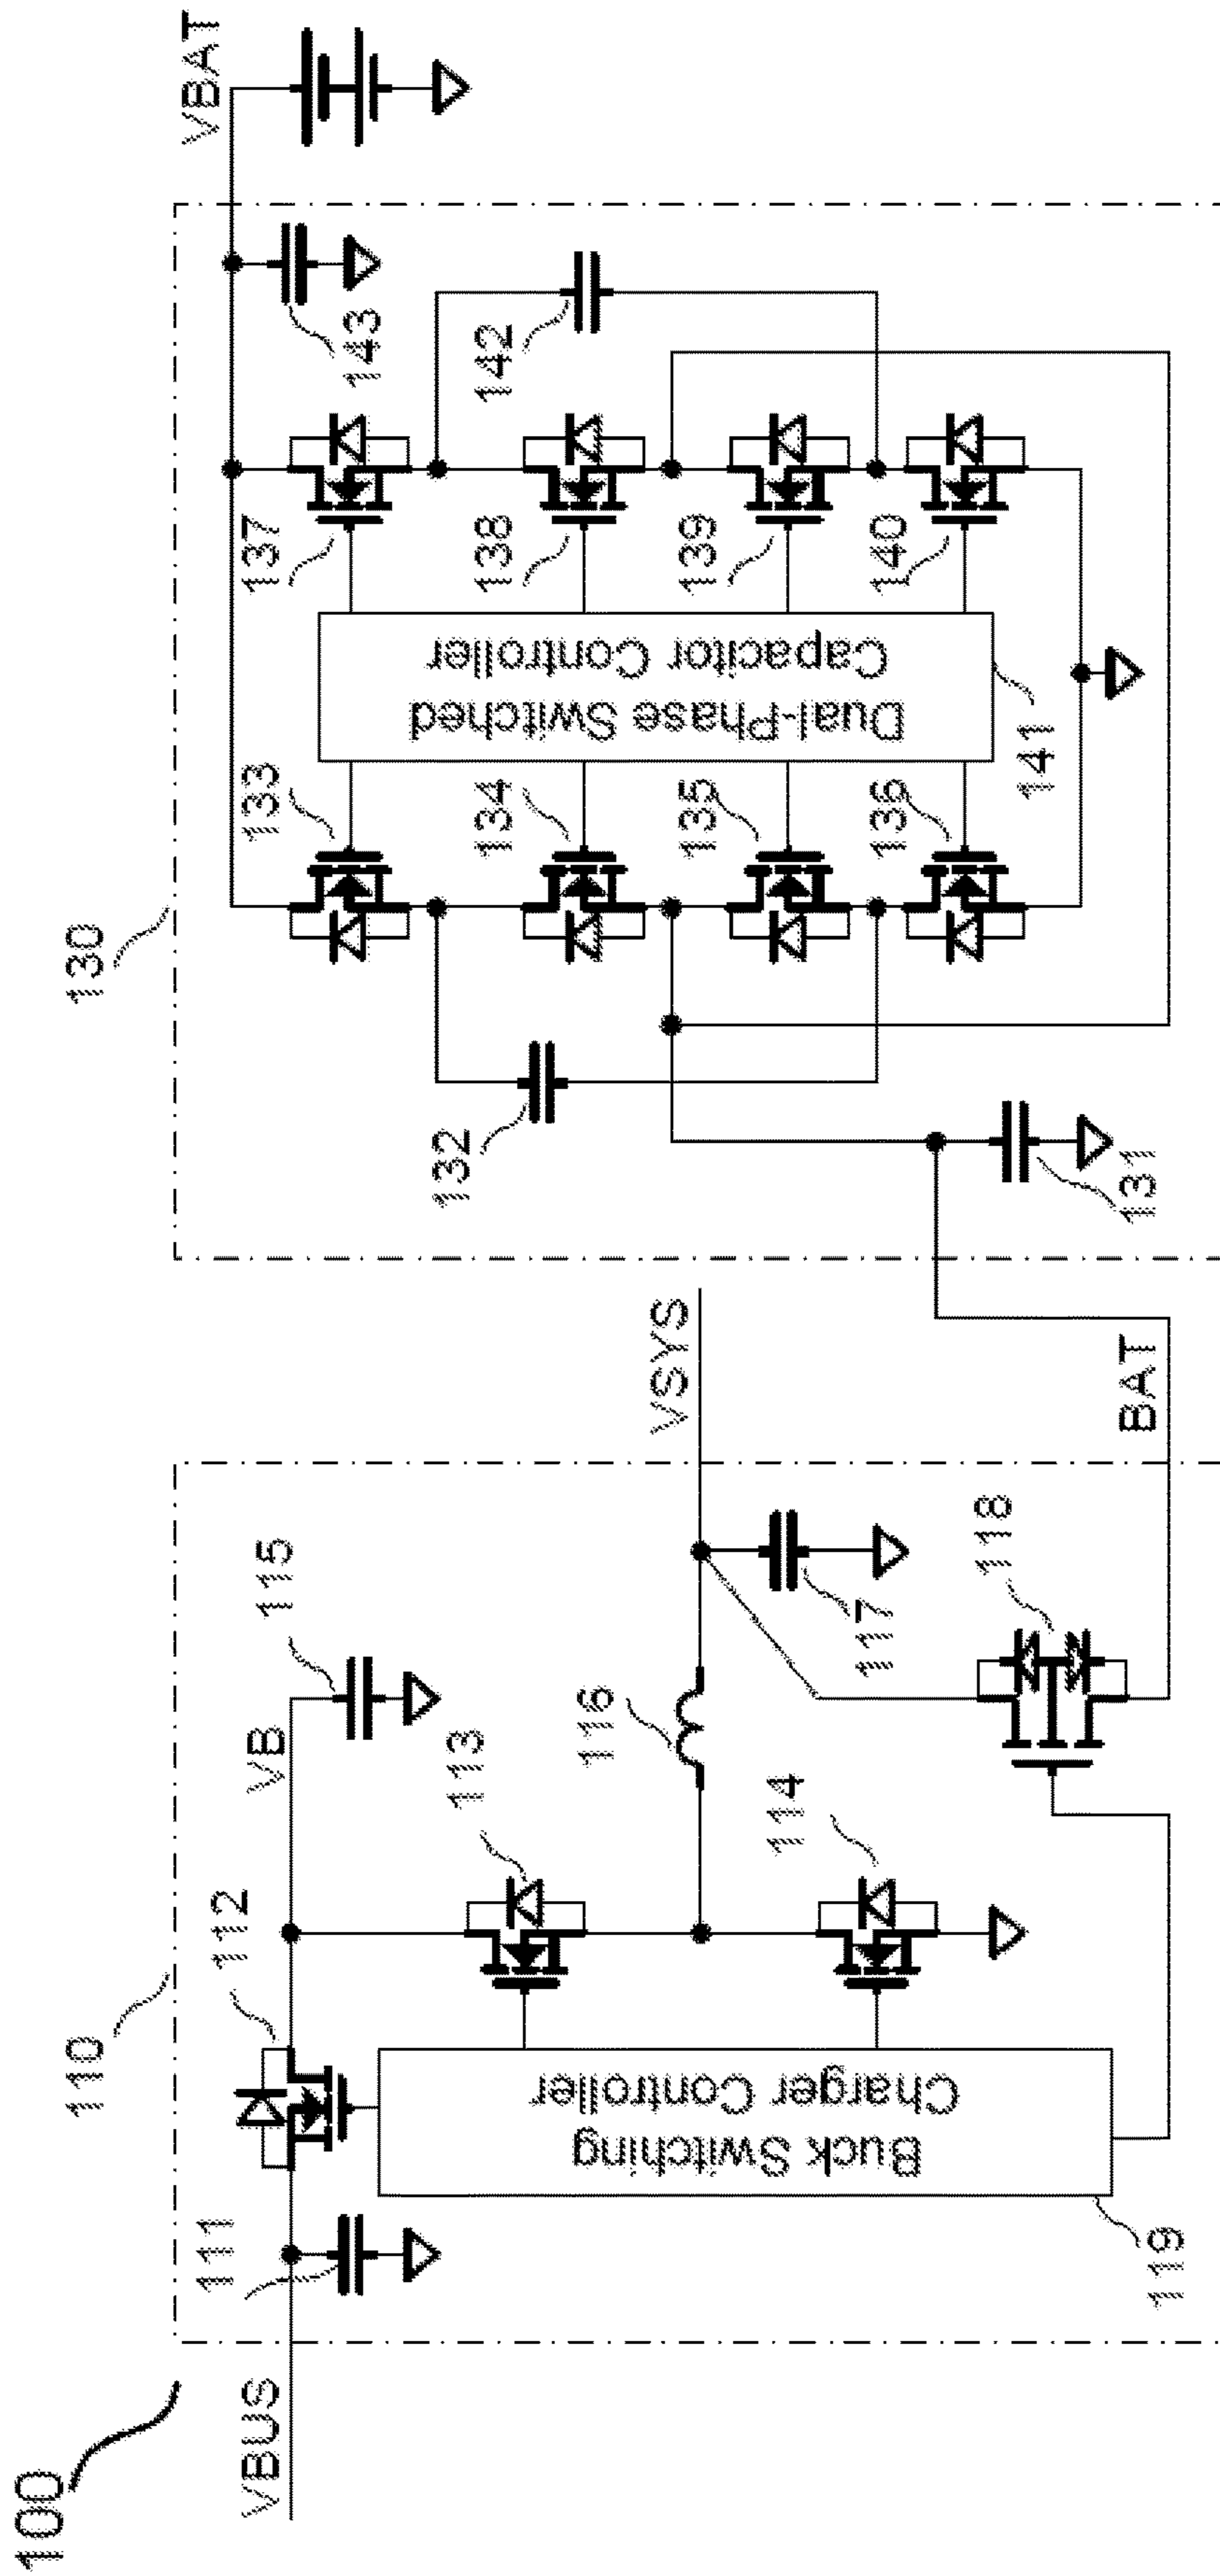 100
110
130
VBUS
111
112
VB
115
113
114
116
117
118
Buck Switching
Charger Controller
119
VSYS
BAT
VBAT
131
132
133
134
135
136
Dual-Phase Switched
Capacitor Controller
141
137
138
139
140
142
143